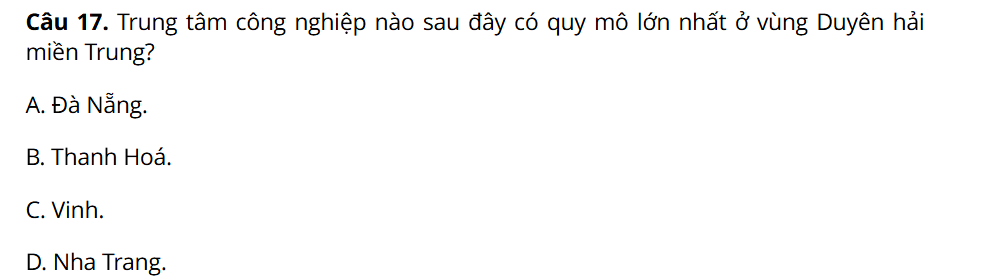 Câu 17. Trung tâm công nghiệp nào sau đây có quy mô lớn nhất ở vùng Duyên hải
miền Trung?
A. Đà Nẵng.
B. Thanh Hoá.
C. Vinh.
D. Nha Trang.